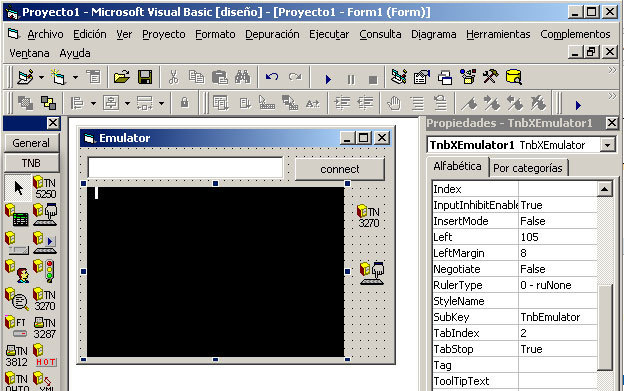 Proyecto1 - Microsoft Visual Basic [diseño] - [Proyecto1 - Form1 (Form)]
Archivo Edición Ver Proyecto Formato Depuración Ejecutar Consulta Diagrama Herramientas Complementos
Ventana Ayuda
General
TNB
TN 5250
TN 3270
FT
TN 3287
TN 3812
HOT
Emulator
connect
TN 3270
Propiedades - TnbXEmulator1
TnbXEmulator1 TnbXEmulator
Alfabética Por categorías
Index
InputInhibitEnable True
InsertMode False
Left 105
LeftMargin 8
Negotiate False
RulerType 0 - ruNone
StyleName
SubKey TnbEmulator
TabIndex 2
TabStop True
Tag
ToolTipText